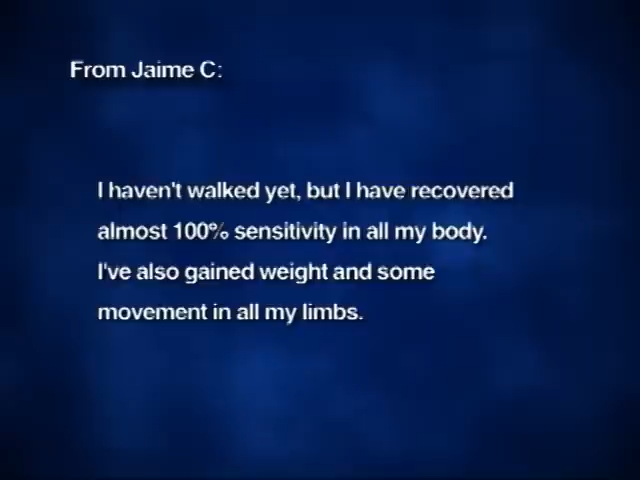 From Jaime C:
I haven't walked yet, but I have recovered
almost 100% sensitivity in all my body.
I've also gained weight and some
movement in all my limbs.